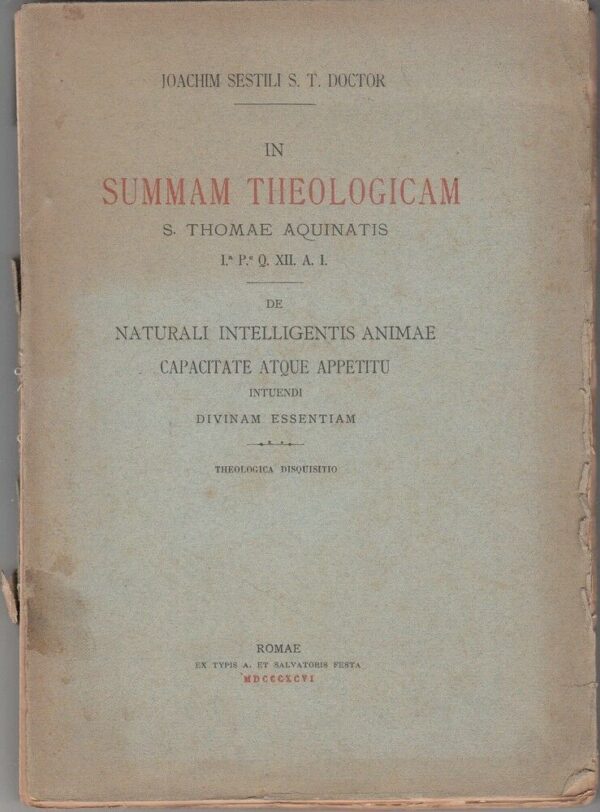 JOACHIM SESTILI S. T. DOCTOR
IN
SUMMAM THEOLOGICAM
S. THOMAE AQUINATIS
I.ª P.e Q. XII. A. I.
DE
NATURALI INTELLIGENTIS ANIMAE
CAPACITATE ATQUE APPETITU
INTUENDI
DIVINAM ESSENTIAM
THEOLOGICA DISQUISITIO
ROMAE
EX TYPIS A. ET SALVATORIS FESTA
MDCCCXCVI